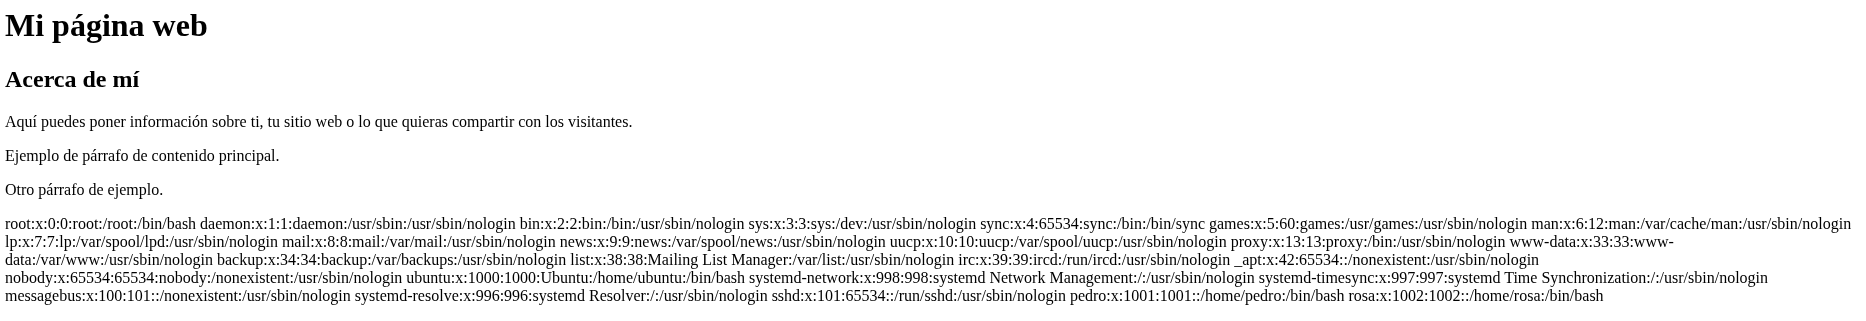 Mi página web
Acerca de mí
Aquí puedes poner información sobre ti, tu sitio web o lo que quieras compartir con los visitantes.
Ejemplo de párrafo de contenido principal.
Otro párrafo de ejemplo.
root:x:0:0:root:/root:/bin/bash daemon:x:1:1:daemon:/usr/sbin:/usr/sbin/nologin bin:x:2:2:bin:/bin:/usr/sbin/nologin sys:x:3:3:sys:/dev:/usr/sbin/nologin sync:x:4:65534:sync:/bin:/bin/sync games:x:5:60:games:/usr/games:/usr/sbin/nologin man:x:6:12:man:/var/cache/man:/usr/sbin/nologin
lp:x:7:7:lp:/var/spool/lpd:/usr/sbin/nologin mail:x:8:8:mail:/var/mail:/usr/sbin/nologin news:x:9:9:news:/var/spool/news:/usr/sbin/nologin uucp:x:10:10:uucp:/var/spool/uucp:/usr/sbin/nologin proxy:x:13:13:proxy:/bin:/usr/sbin/nologin www-data:x:33:33:www-
data:/var/www:/usr/sbin/nologin backup:x:34:34:backup:/var/backups:/usr/sbin/nologin list:x:38:38:Mailing List Manager:/var/list:/usr/sbin/nologin irc:x:39:39:ircd:/run/ircd:/usr/sbin/nologin _apt:x:42:65534::/nonexistent:/usr/sbin/nologin
nobody:x:65534:65534:nobody:/nonexistent:/usr/sbin/nologin ubuntu:x:1000:1000:Ubuntu:/home/ubuntu:/bin/bash systemd-network:x:998:998:systemd Network Management:/:/usr/sbin/nologin systemd-timesync:x:997:997:systemd Time Synchronization:/:/usr/sbin/nologin
messagebus:x:100:101::/nonexistent:/usr/sbin/nologin systemd-resolve:x:996:996:systemd Resolver:/:/usr/sbin/nologin sshd:x:101:65534::/run/sshd:/usr/sbin/nologin pedro:x:1001:1001::/home/pedro:/bin/bash rosa:x:1002:1002::/home/rosa:/bin/bash